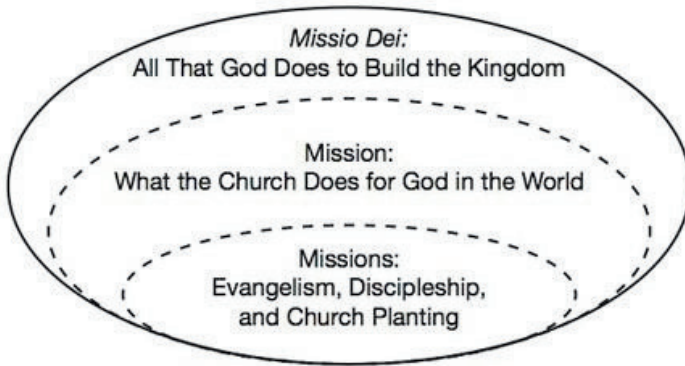 Missio Dei:
All That God Does to Build the Kingdom
Mission:
What the Church Does for God in the World
Missions:
Evangelism, Discipleship,
and Church Planting